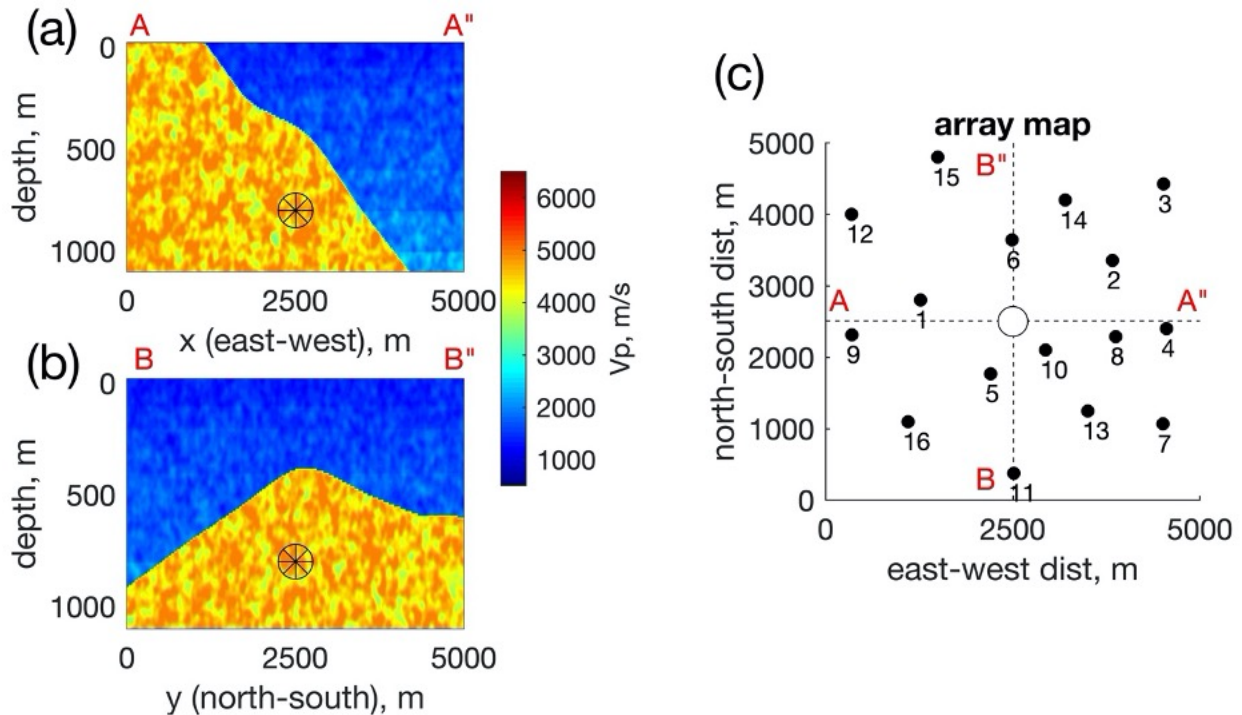 (a)
A
A"
0
500
1000
depth, m
0
2500
5000
x (east-west), m
(b)
B
B"
0
500
1000
depth, m
0
2500
5000
y (north-south), m
6000
5000
4000
3000
2000
1000
Vp, m/s
(c)
array map
5000
4000
3000
2000
1000
0
north-south dist, m
B"
15
3
14
12
6
2
A
A"
1
9
8
4
10
5
16
13
7
B
11
0
2500
5000
east-west dist, m